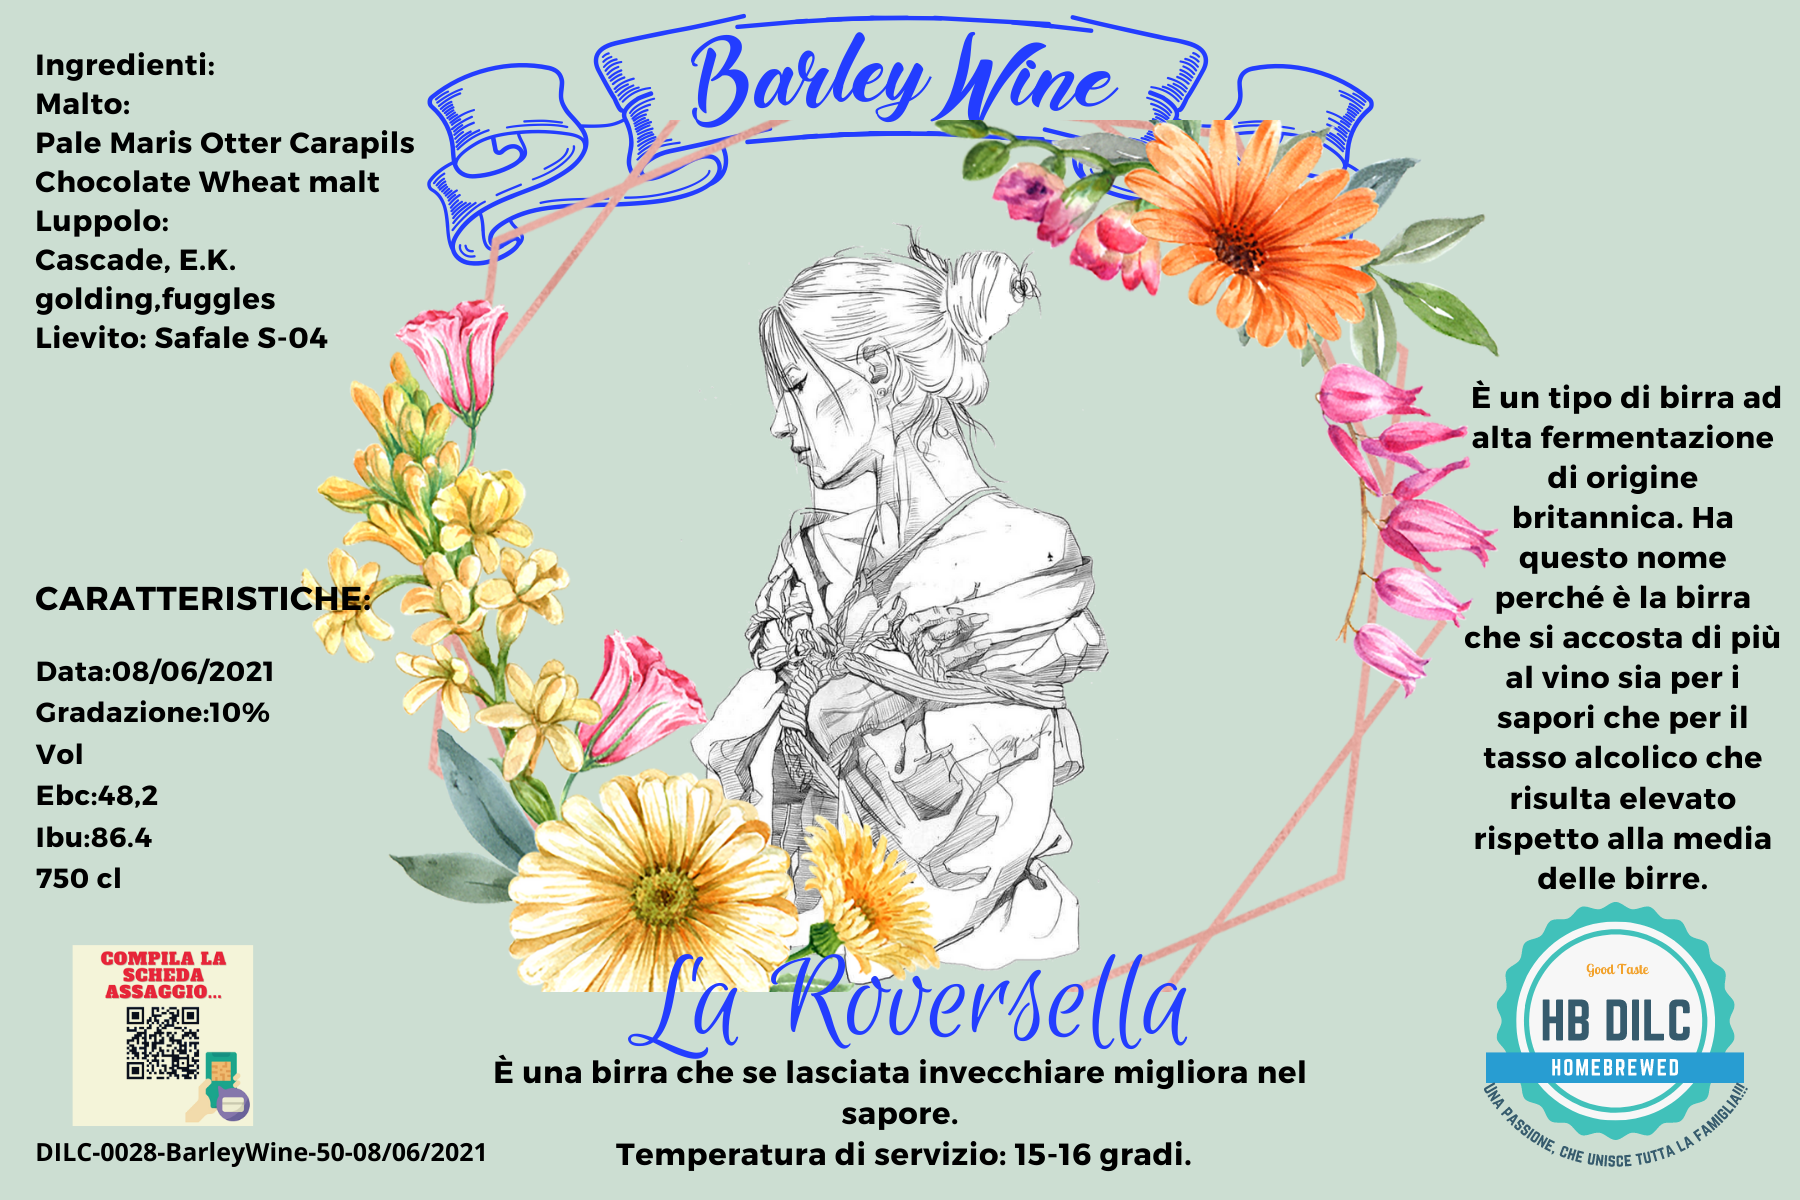 Barley Wine
Ingredienti:
Malto:
Pale Maris Otter Carapils
Chocolate Wheat malt
Luppolo:
Cascade, E.K.
golding,fuggles
Lievito: Safale S-04
CARATTERISTICHE:
Data:08/06/2021
Gradazione:10%
Vol
Ebc:48,2
Ibu:86.4
750 cl
È un tipo di birra ad
alta fermentazione
di origine
britannica. Ha
questo nome
perché è la birra
che si accosta di più
al vino sia per i
sapori che per il
tasso alcolico che
risulta elevato
rispetto alla media
delle birre.
COMPILA LA
SCHEDA
ASSAGGIO...
DILC-0028-BarleyWine-50-08/06/2021
La Roversella
È una birra che se lasciata invecchiare migliora nel
sapore.
Temperatura di servizio: 15-16 gradi.
Good Taste
HB DILC
HOMEBREWED
UNA PASSIONE, CHE UNISCE TUTTA LA FAMIGLIA!!!